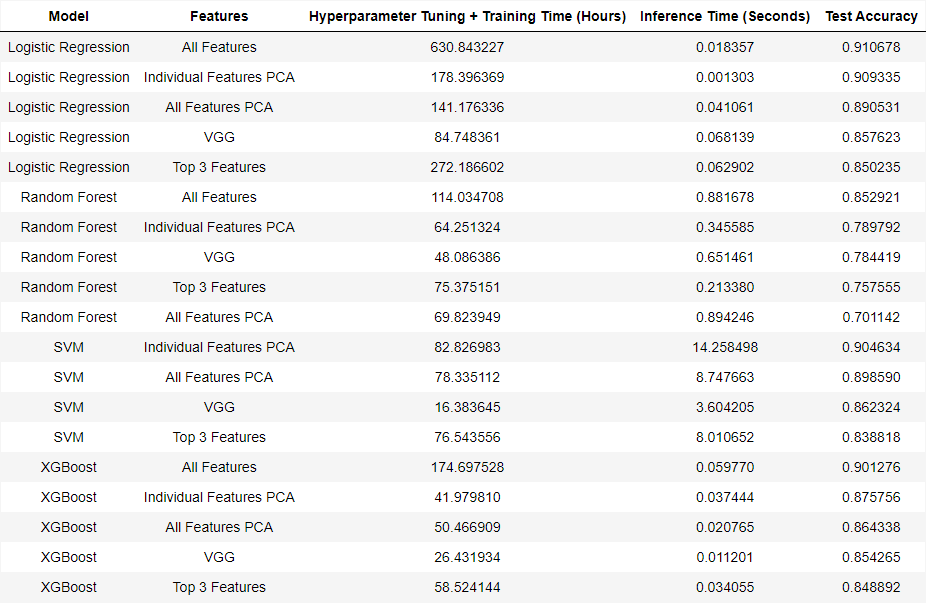 Model Features Hyperparameter Tuning + Training Time (Hours) Inference Time (Seconds) Test Accuracy
Logistic Regression All Features 630.843227 0.018357 0.910678
Logistic Regression Individual Features PCA 178.396369 0.001303 0.909335
Logistic Regression All Features PCA 141.176336 0.041061 0.890531
Logistic Regression VGG 84.748361 0.068139 0.857623
Logistic Regression Top 3 Features 272.186602 0.062902 0.850235
Random Forest All Features 114.034708 0.881678 0.852921
Random Forest Individual Features PCA 64.251324 0.345585 0.789792
Random Forest VGG 48.086386 0.651461 0.784419
Random Forest Top 3 Features 75.375151 0.213380 0.757555
Random Forest All Features PCA 69.823949 0.894246 0.701142
SVM Individual Features PCA 82.826983 14.258498 0.904634
SVM All Features PCA 78.335112 8.747663 0.898590
SVM VGG 16.383645 3.604205 0.862324
SVM Top 3 Features 76.543556 8.010652 0.838818
XGBoost All Features 174.697528 0.059770 0.901276
XGBoost Individual Features PCA 41.979810 0.037444 0.875756
XGBoost All Features PCA 50.466909 0.020765 0.864338
XGBoost VGG 26.431934 0.011201 0.854265
XGBoost Top 3 Features 58.524144 0.034055 0.848892